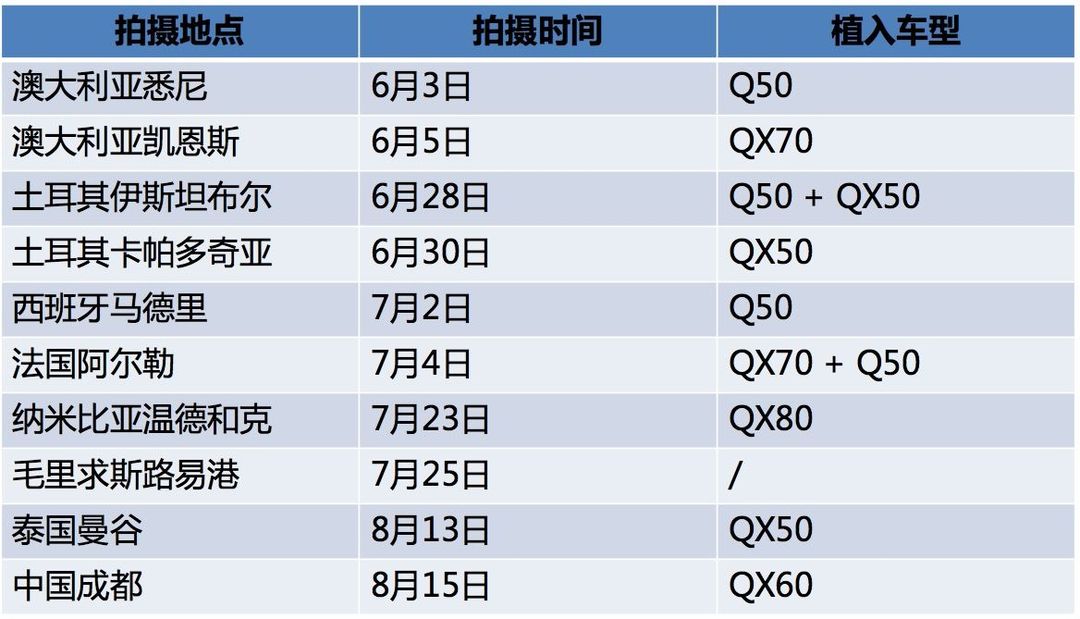 拍摄地点 拍摄时间 植入车型
澳大利亚悉尼 6月3日 Q50
澳大利亚凯恩斯 6月5日 QX70
土耳其伊斯坦布尔 6月28日 Q50 + QX50
土耳其卡帕多奇亚 6月30日 QX50
西班牙马德里 7月2日 Q50
法国阿尔勒 7月4日 QX70 + Q50
纳米比亚温德和克 7月23日 QX80
毛里求斯路易港 7月25日 /
泰国曼谷 8月13日 QX50
中国成都 8月15日 QX60